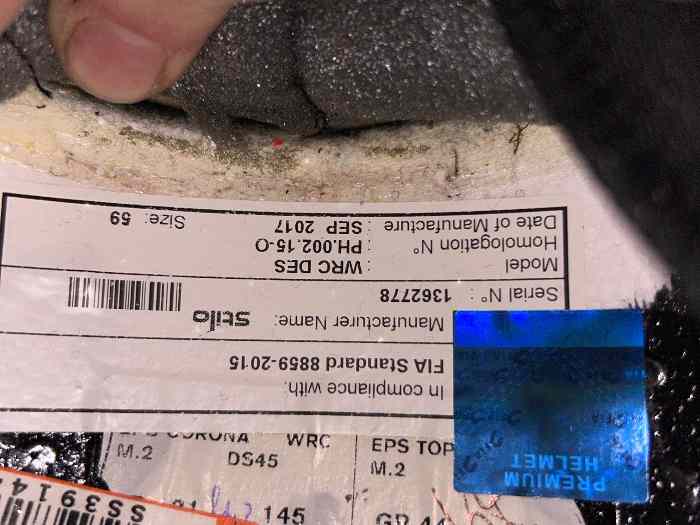 In compliance with:
FIA Standard 8859-2015
Manufacturer Name: Stilo
Serial N° : 1362778
Model : WRC DES
Homologation N° : PH.002.15-O
Date of Manufacture : SEP 2017 Size: 59
PREMIUM
HELMET
CORONA WRC
M.2 DS45
145
EPS TOP
M.2
SS3914